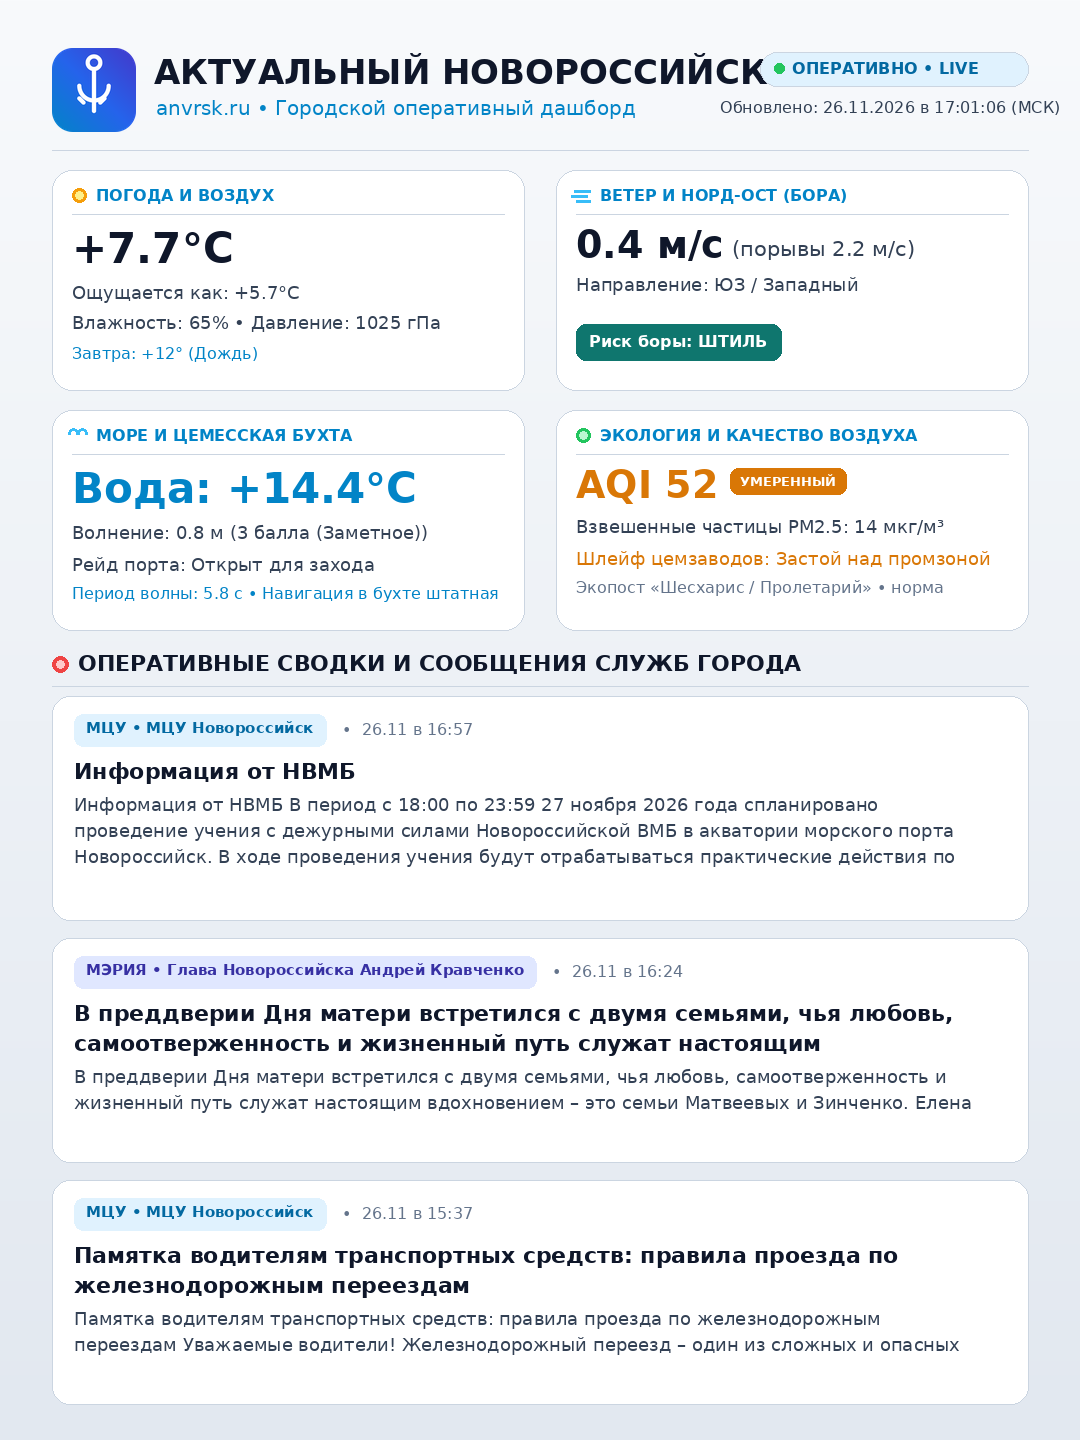 АКТУАЛЬНЫЙ НОВОРОССИЙСК
ОПЕРАТИВНО • LIVE
anvrsk.ru • Городской оперативный дашборд
Обновлено: 26.11.2026 в 17:01:06 (МСК)
ПОГОДА И ВОЗДУХ
+7.7°C
Ощущается как: +5.7°C
Влажность: 65% • Давление: 1025 гПа
Завтра: +12° (Дождь)
ВЕТЕР И НОРД-ОСТ (БОРА)
0.4 м/с (порывы 2.2 м/с)
Направление: ЮЗ / Западный
Риск боры: ШТИЛЬ
МОРЕ И ЦЕМЕССКАЯ БУХТА
Вода: +14.4°C
Волнение: 0.8 м (3 балла (Заметное))
Рейд порта: Открыт для захода
Период волны: 5.8 с • Навигация в бухте штатная
ЭКОЛОГИЯ И КАЧЕСТВО ВОЗДУХА
AQI 52 УМЕРЕННЫЙ
Взвешенные частицы PM2.5: 14 мкг/м³
Шлейф цемзаводов: Застой над промзоной
Экопост «Шесхарис / Пролетарий» • норма
ОПЕРАТИВНЫЕ СВОДКИ И СООБЩЕНИЯ СЛУЖБ ГОРОДА
МЦУ • МЦУ Новороссийск • 26.11 в 16:57
Информация от НВМБ
Информация от НВМБ В период с 18:00 по 23:59 27 ноября 2026 года спланировано
проведение учения с дежурными силами Новороссийской ВМБ в акватории морского порта
Новороссийск. В ходе проведения учения будут отрабатываться практические действия по
МЭРИЯ • Глава Новороссийска Андрей Кравченко • 26.11 в 16:24
В преддверии Дня матери встретился с двумя семьями, чья любовь,
самоотверженность и жизненный путь служат настоящим
В преддверии Дня матери встретился с двумя семьями, чья любовь, самоотверженность и
жизненный путь служат настоящим вдохновением – это семьи Матвеевых и Зинченко. Елена
МЦУ • МЦУ Новороссийск • 26.11 в 15:37
Памятка водителям транспортных средств: правила проезда по
железнодорожным переездам
Памятка водителям транспортных средств: правила проезда по железнодорожным
переездам Уважаемые водители! Железнодорожный переезд – один из сложных и опасных